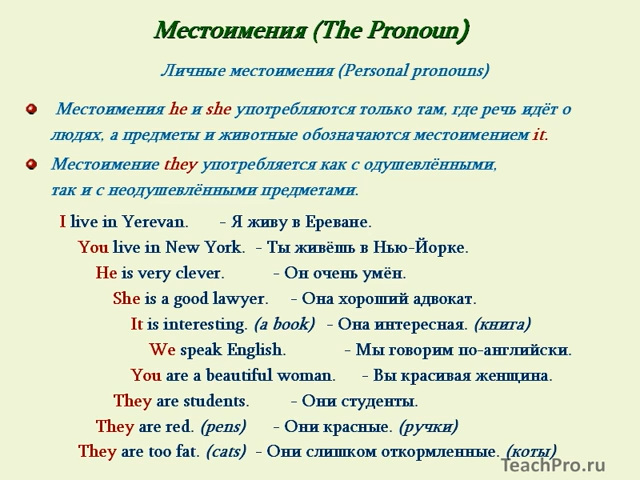 Местоимения (The Pronoun)
Личные местоимения (Personal pronouns)
Местоимения he и she употребляются только там, где речь идёт о
людях, а предметы и животные обозначаются местоимением it.
Местоимение they употребляется как с одушевлёнными,
так и с неодушевлёнными предметами.
I live in Yerevan. - Я живу в Ереване.
You live in New York. - Ты живёшь в Нью-Йорке.
He is very clever. - Он очень умён.
She is a good lawyer. - Она хороший адвокат.
It is interesting. (a book) - Она интересная. (книга)
We speak English. - Мы говорим по-английски.
You are a beautiful woman. - Вы красивая женщина.
They are students. - Они студенты.
They are red. (pens) - Они красные. (ручки)
They are too fat. (cats) - Они слишком откормленные. (коты)
TeachPro.ru